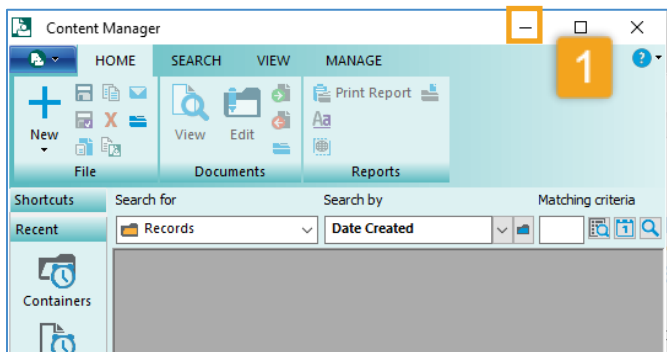 Content Manager
1
HOME SEARCH VIEW MANAGE
New
View Edit
Print Report
Aa
File Documents Reports
Shortcuts Search for Search by Matching criteria
Recent Records Date Created 1
Containers